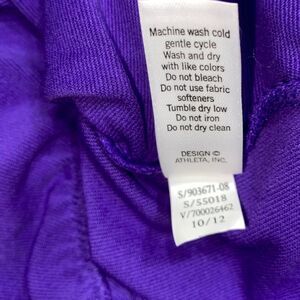 Machine wash cold
gentle cycle
Wash and dry
with like colors
Do not bleach
Do not use fabric
softeners
Tumble dry low
Do not iron
Do not dry clean
DESIGN ©
ATHLETA, INC.
S/903671-08
S/55018
V/700026462
10/12